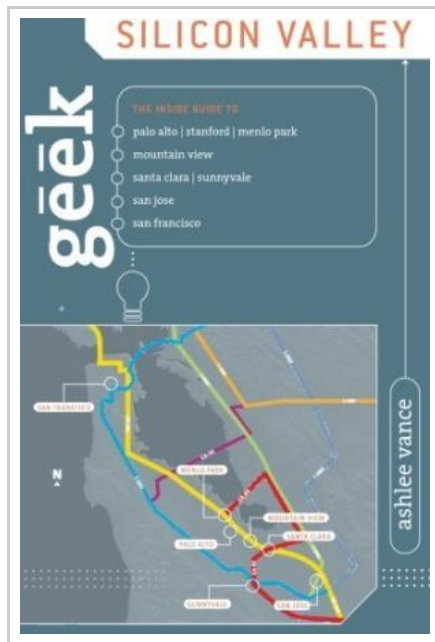 SILICON VALLEY
gēēk
THE INSIDE GUIDE TO
palo alto | stanford | menlo park
mountain view
santa clara | sunnyvale
san jose
san francisco
SAN FRANCISCO
N
MENLO PARK
MOUNTAIN VIEW
SANTA CLARA
PALO ALTO
SUNNYVALE
SAN JOSE
ashlee vance